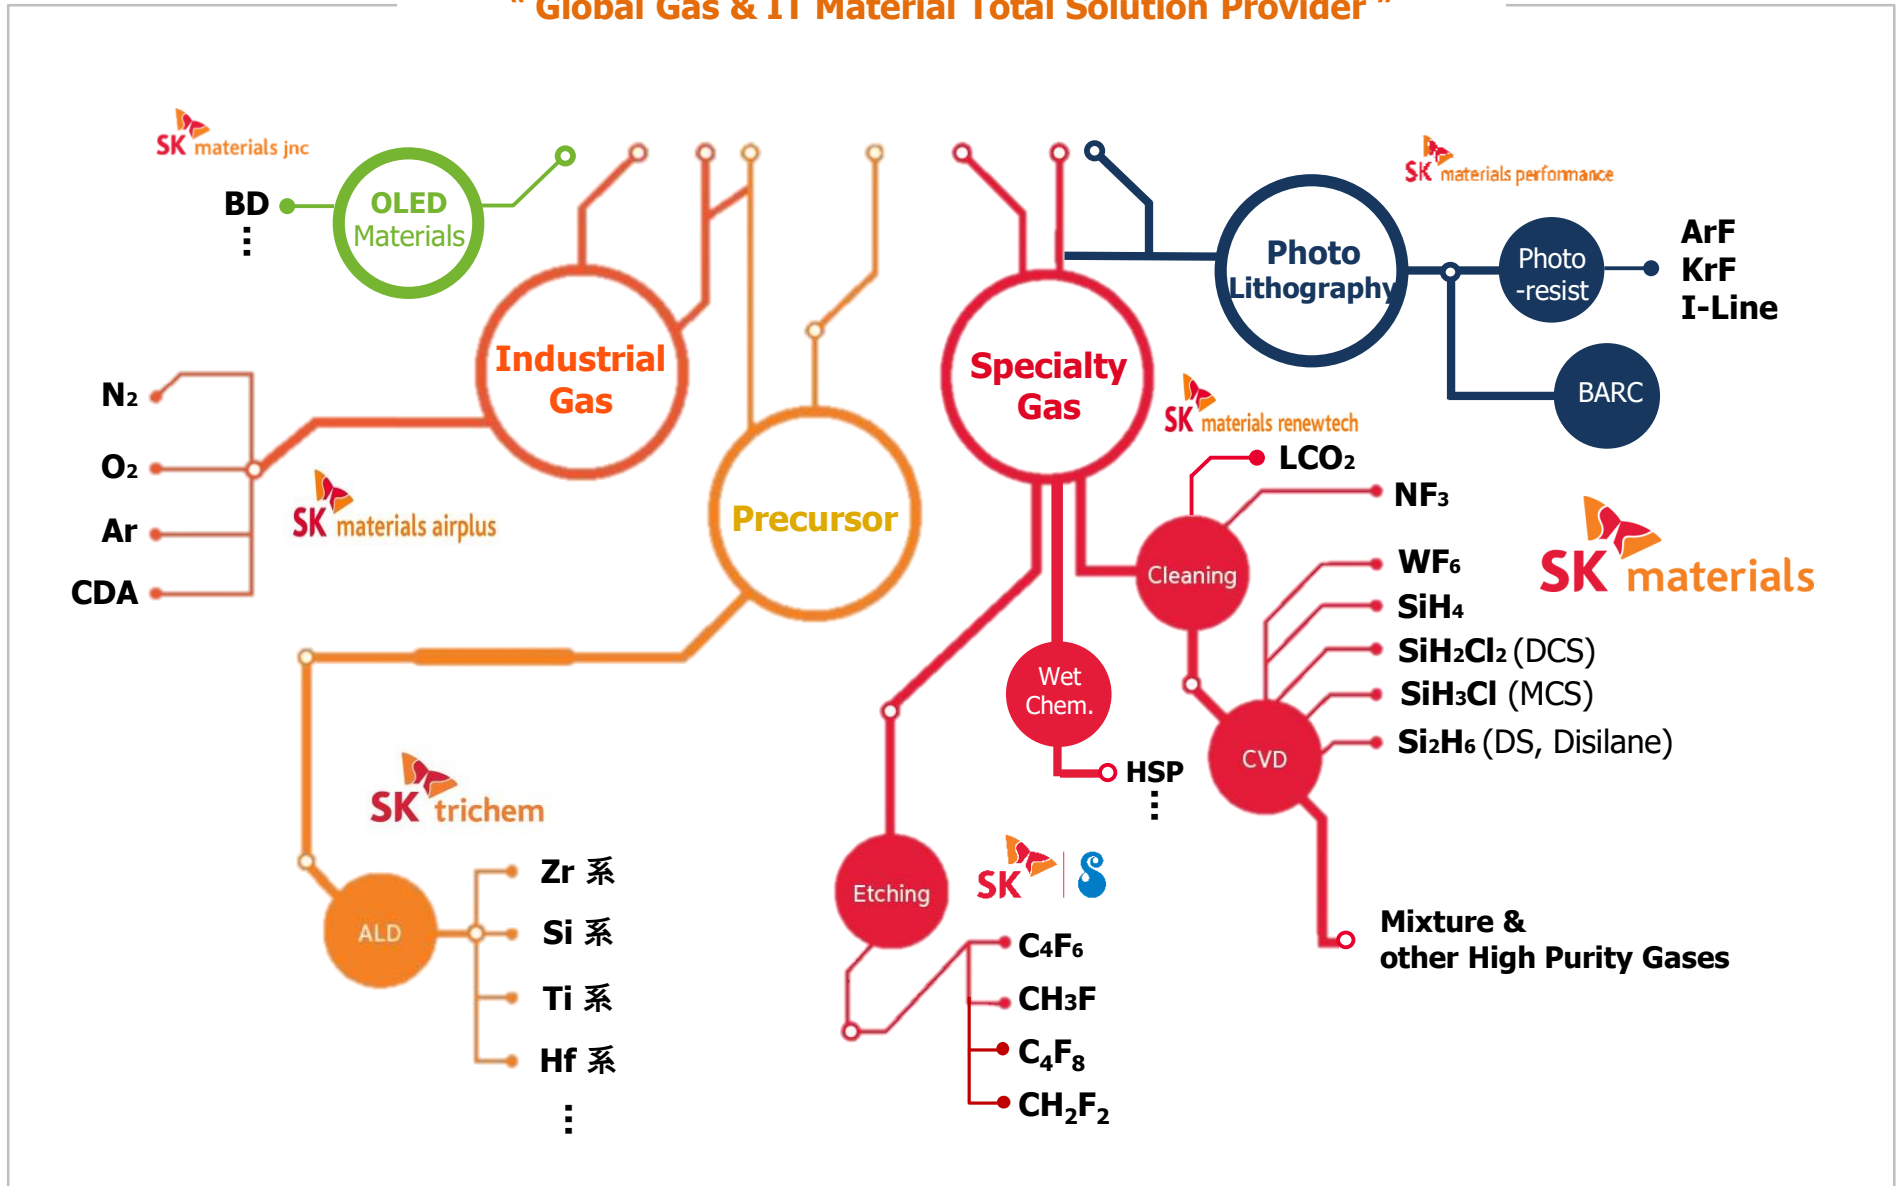 “ Global Gas & IT Material Total Solution Provider ”
SK materials jnc
BD
⋮
OLED
Materials
SK materials performance
Photo
Lithography
Photo
-resist
ArF
KrF
I-Line
BARC
Industrial
Gas
N₂
O₂
Ar
CDA
SK materials airplus
Precursor
Specialty
Gas
SK materials renewtech
LCO₂
NF₃
Cleaning
WF₆
SiH₄
SiH₂Cl₂ (DCS)
SiH₃Cl (MCS)
Si₂H₆ (DS, Disilane)
SK materials
Wet
Chem.
HSP
⋮
CVD
Mixture &
other High Purity Gases
SK trichem
ALD
Zr 系
Si 系
Ti 系
Hf 系
⋮
Etching
SK
C₄F₆
CH₃F
C₄F₈
CH₂F₂